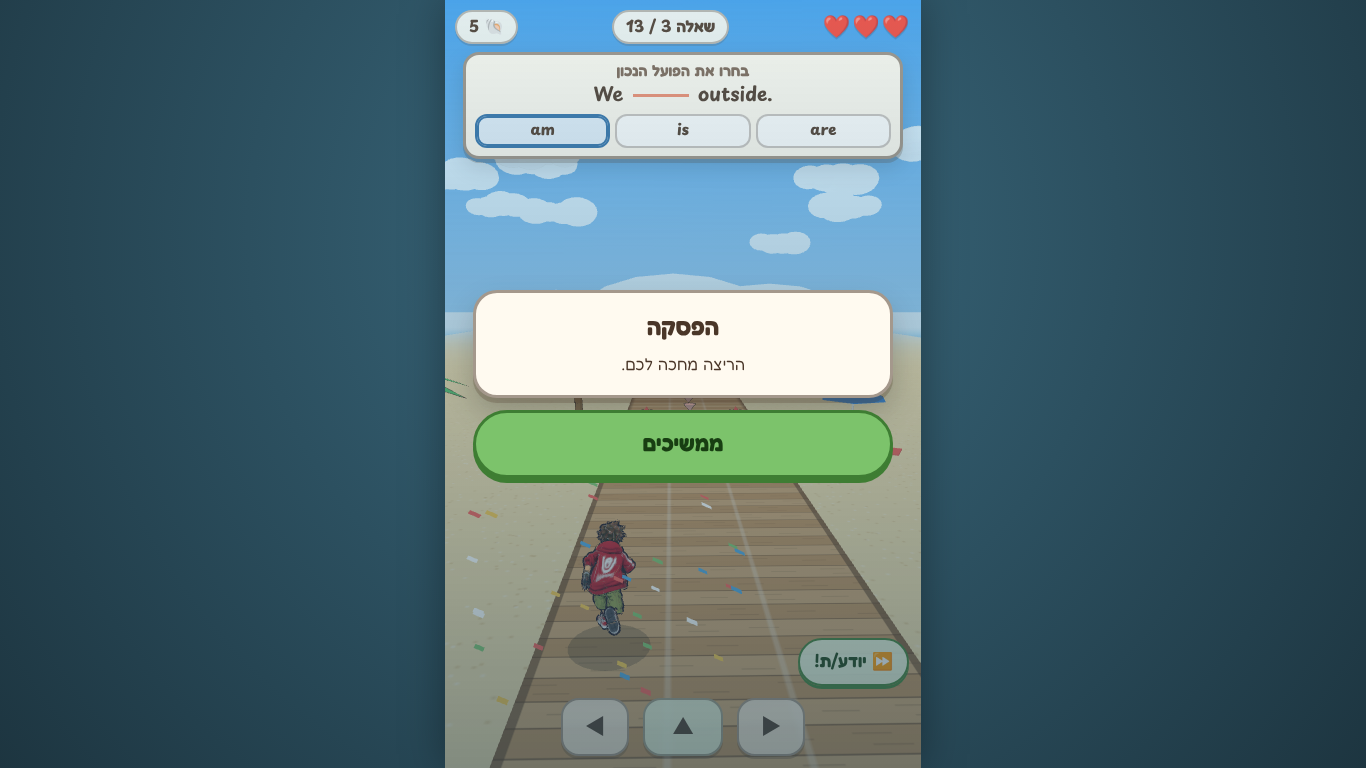 5 🐚
שאלה 3 / 13
❤️❤️❤️
בחרו את הפועל הנכון
We ____ outside.
am
is
are
הפסקה
הריצה מחכה לכם.
ממשיכים
⏩ יודע/ת!
◀ ▲ ▶